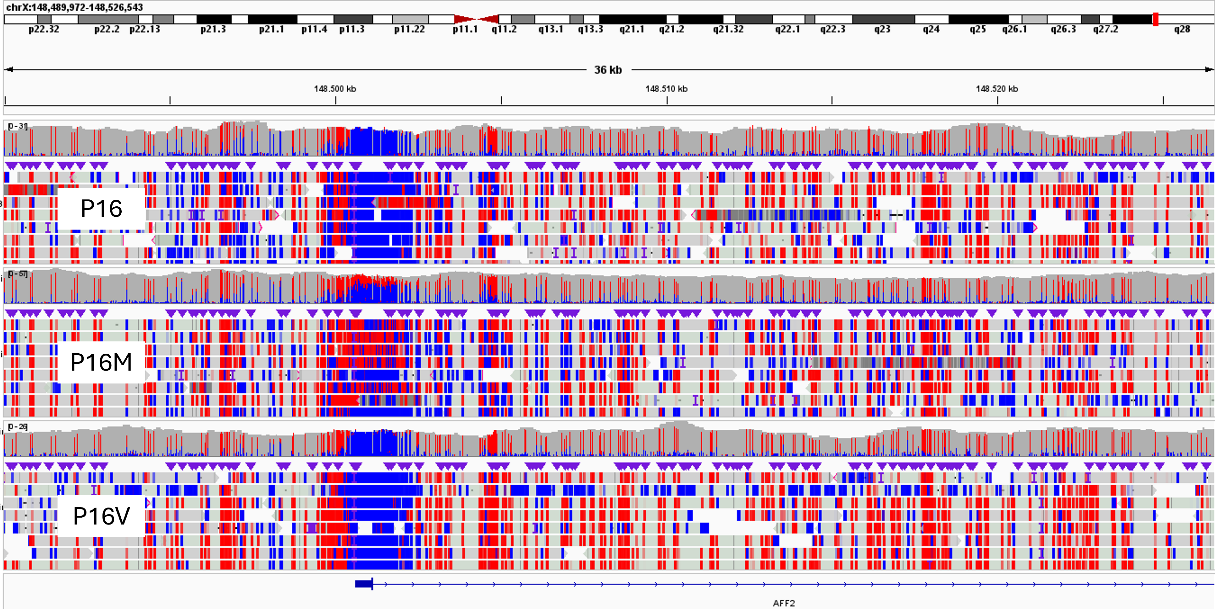 chrX:148,489,972-148,526,543
p22.32 p22.2 p22.13 p21.3 p21.1 p11.4 p11.3 p11.22 p11.1 q11.2 q13.1 q13.3 q21.1 q21.2 q21.32 q22.1 q22.3 q23 q24 q25 q26.1 q26.3 q27.2 q28
36 kb
148.500 kb 148.510 kb 148.520 kb
P16
P16M
P16V
AFF2